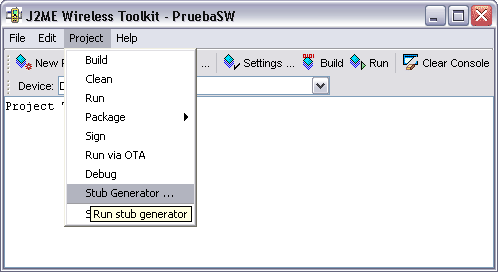 J2ME Wireless Toolkit - PruebaSW
File Edit Project Help
New ... Settings ... Build Run Clear Console
Device:
Project
Build
Clean
Run
Package
Sign
Run via OTA
Debug
Stub Generator ...
Run stub generator